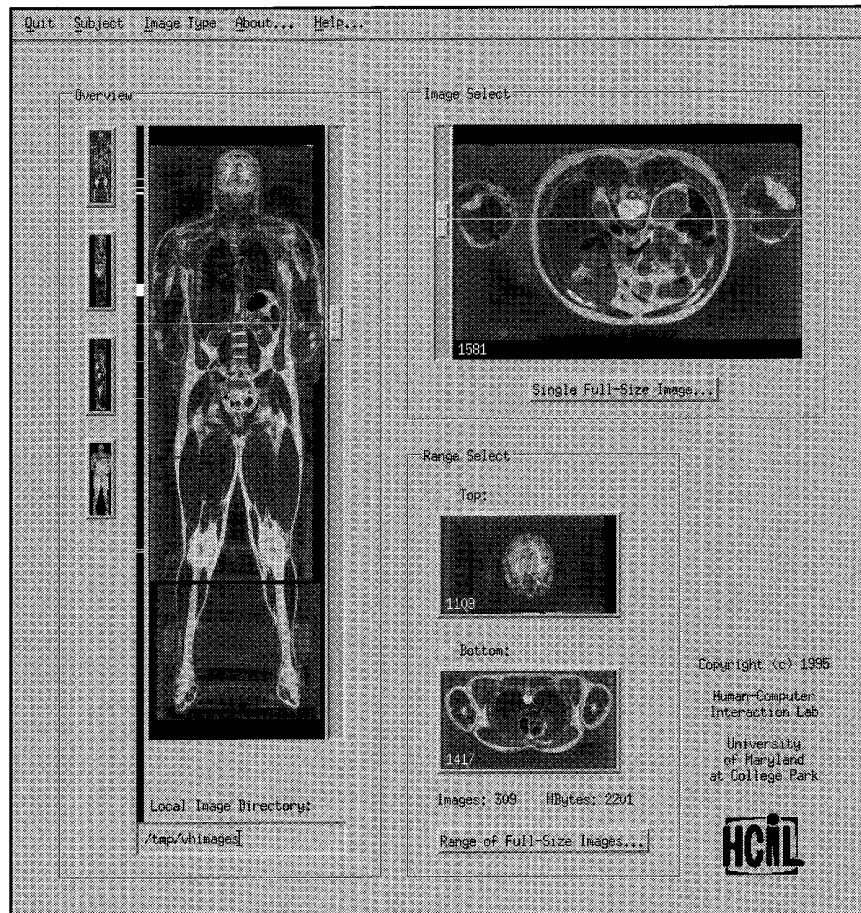 Quit Subject Image Type About... Help...
Overview
Image Select
1581
Single Full-Size Image...
Range Select
Top:
1109
Bottom:
1417
Images: 309 MBytes: 2201
Range of Full-Size Images...
Local Image Directory:
/tmp/vhimages
Copyright (c) 1995
Human-Computer
Interaction Lab
University
of Maryland
at College Park
HCIL